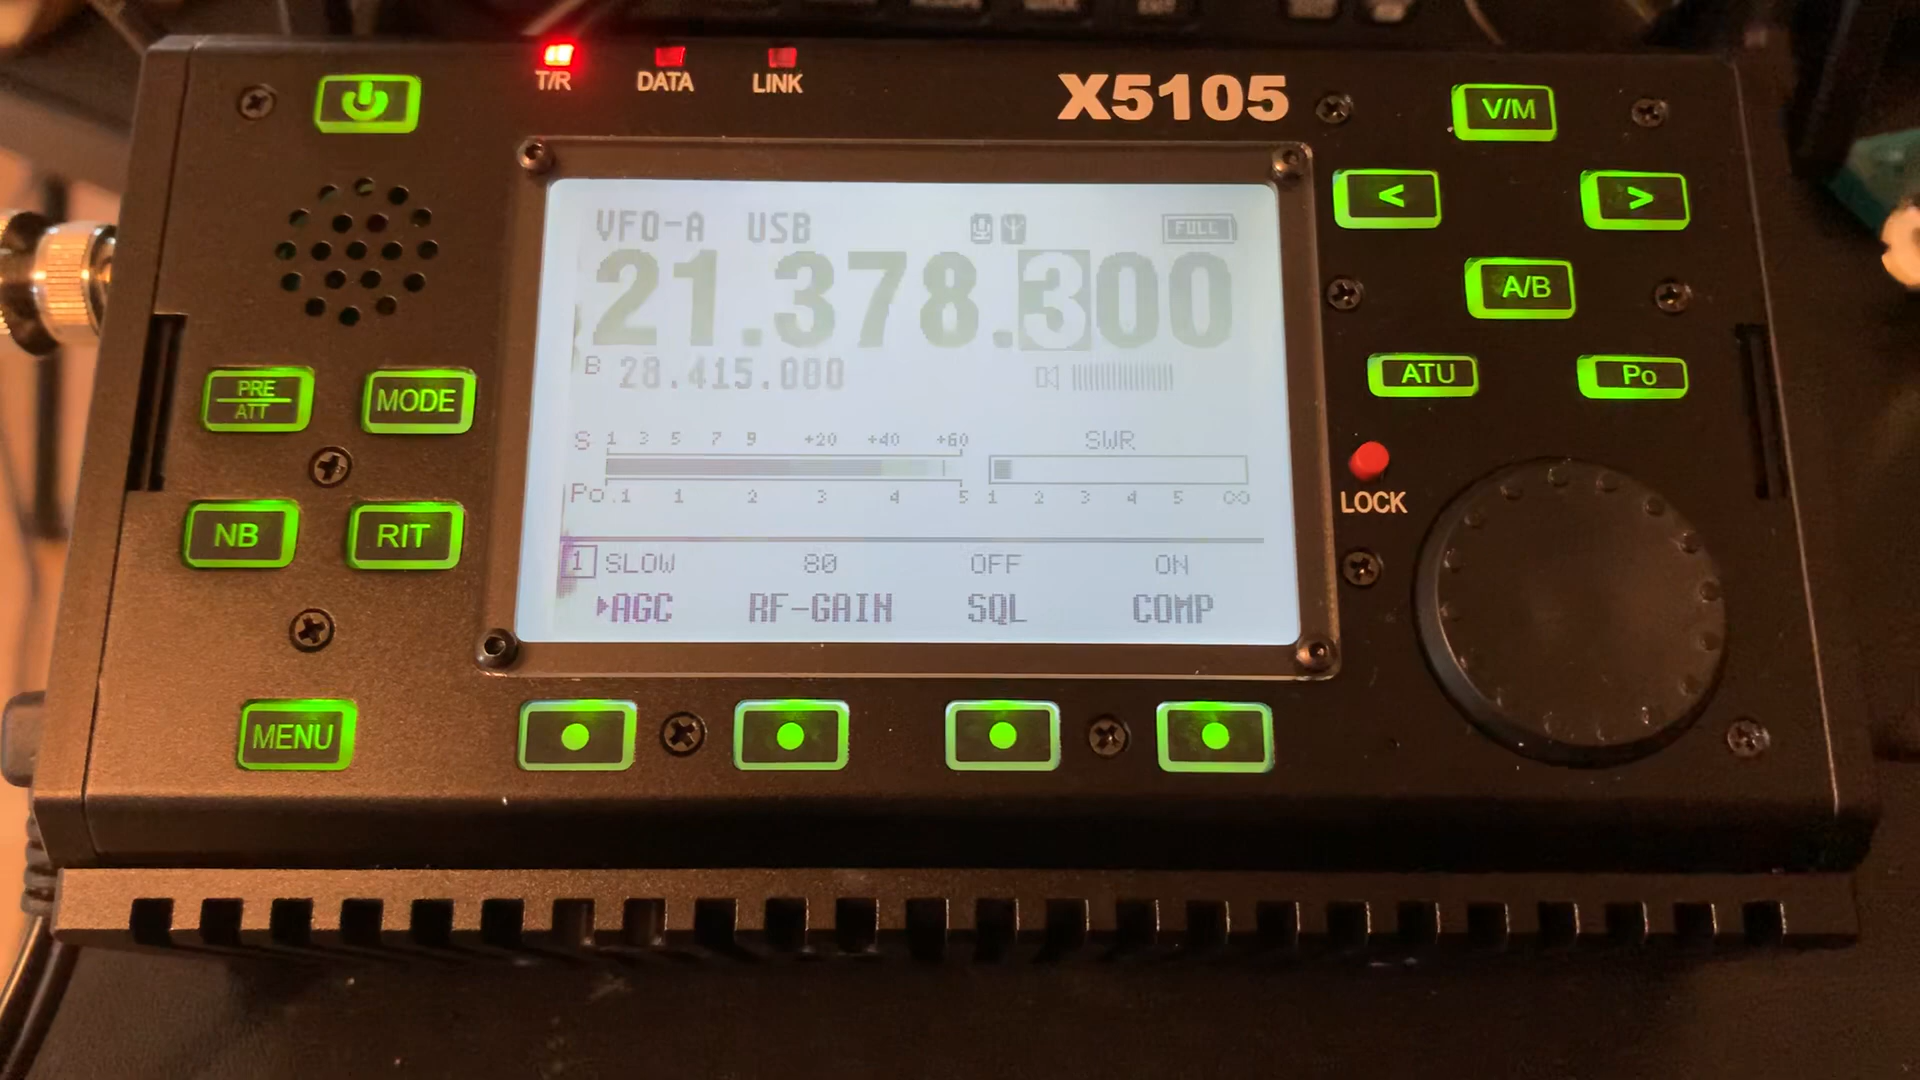 T/R DATA LINK
X5105
V/M
< >
A/B
ATU Po
LOCK
PRE
ATT
MODE
NB RIT
MENU
VFO-A USB FULL
21.378.300
B 28.415.000
S 1 3 5 7 9 +20 +40 +60 SWR
Po .1 1 2 3 4 5 1 2 3 4 5 ∞
1 SLOW 80 OFF ON
▸AGC RF-GAIN SQL COMP